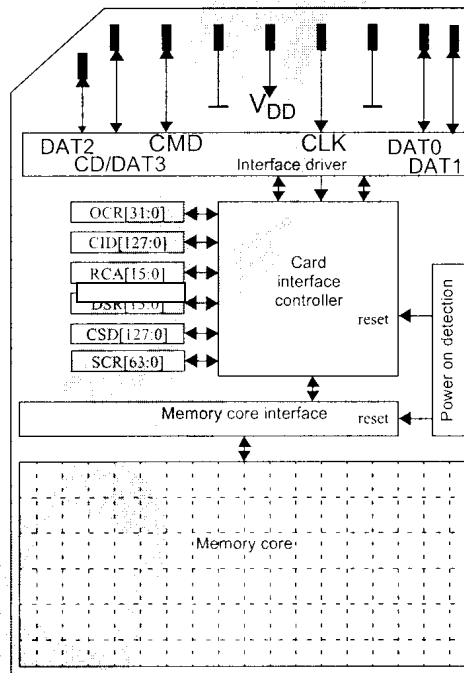 V_DD
DAT2
CMD
CLK
DAT0
CD/DAT3
Interface driver
DAT1
OCR[31:0]
CID[127:0]
RCA[15:0]
CSD[127:0]
SCR[63:0]
Card
interface
controller
reset
Power on detection
Memory core interface
reset
Memory core